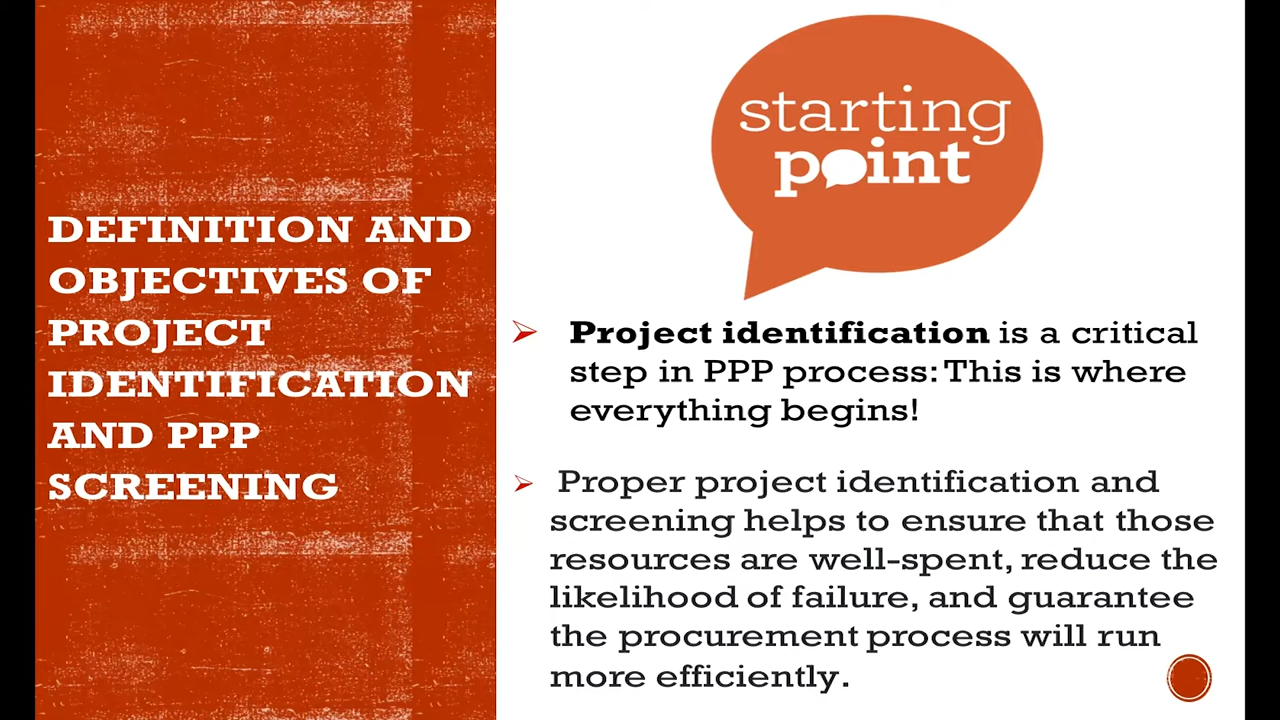 DEFINITION AND
OBJECTIVES OF
PROJECT
IDENTIFICATION
AND PPP
SCREENING
starting
point
Project identification is a critical
step in PPP process: This is where
everything begins!
Proper project identification and
screening helps to ensure that those
resources are well-spent, reduce the
likelihood of failure, and guarantee
the procurement process will run
more efficiently.